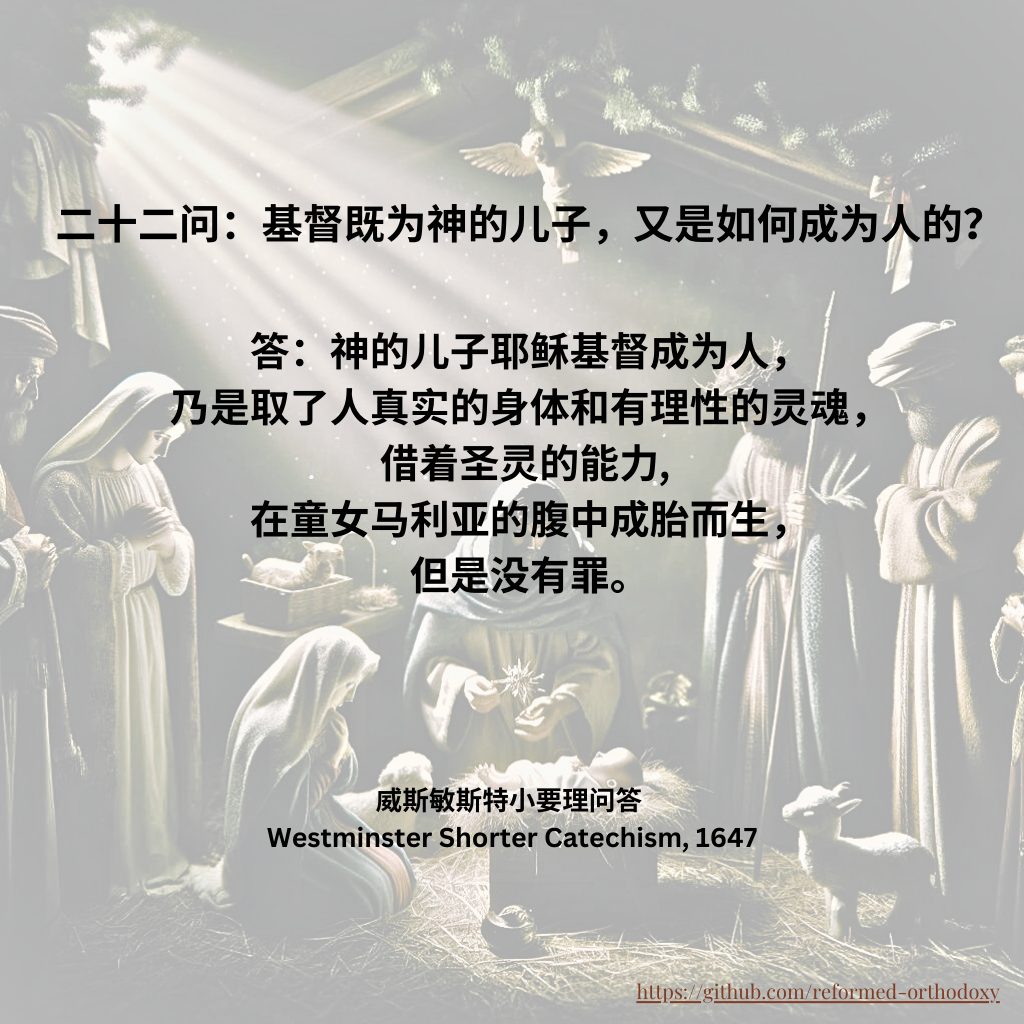 二十二问：基督既为神的儿子，又是如何成为人的？
答：神的儿子耶稣基督成为人，
乃是取了人真实的身体和有理性的灵魂，
借着圣灵的能力,
在童女马利亚的腹中成胎而生，
但是没有罪。
威斯敏斯特小要理问答
Westminster Shorter Catechism, 1647
https://github.com/reformed-orthodoxy